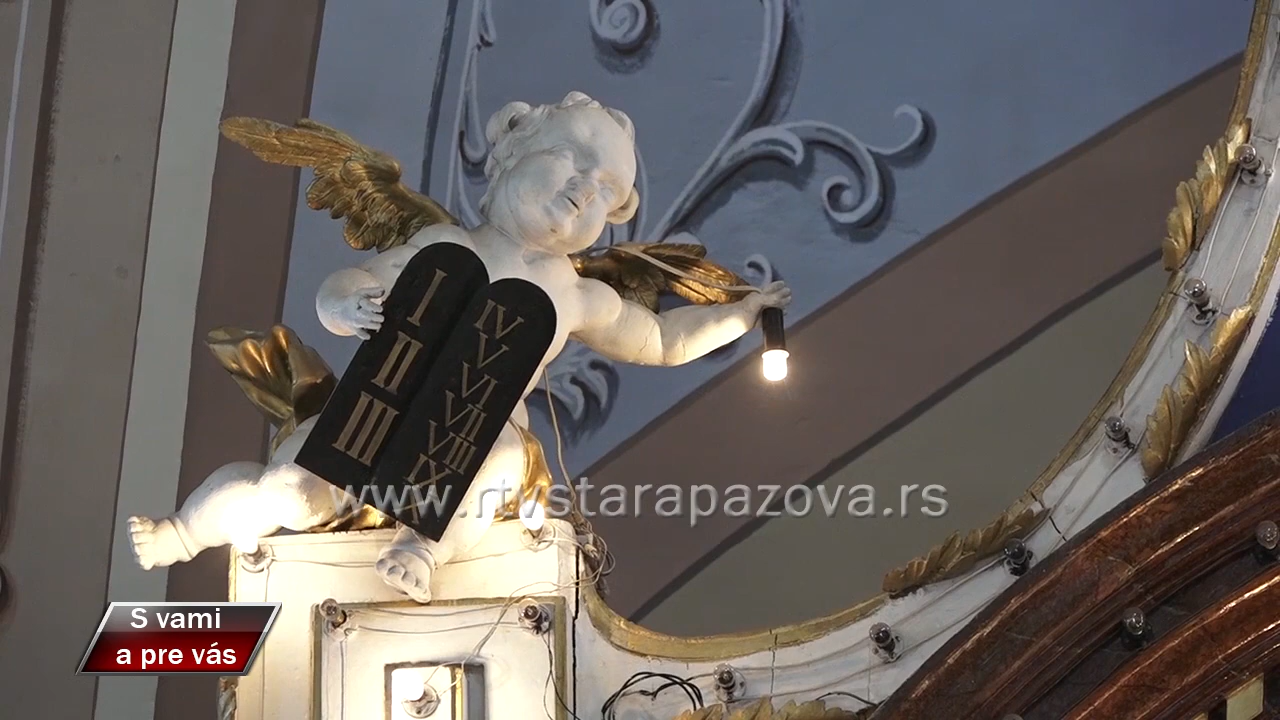 I
II
III
IV
V
VI
VII
VIII
IX
www.rtvstarapazova.rs
S vami
a pre vás